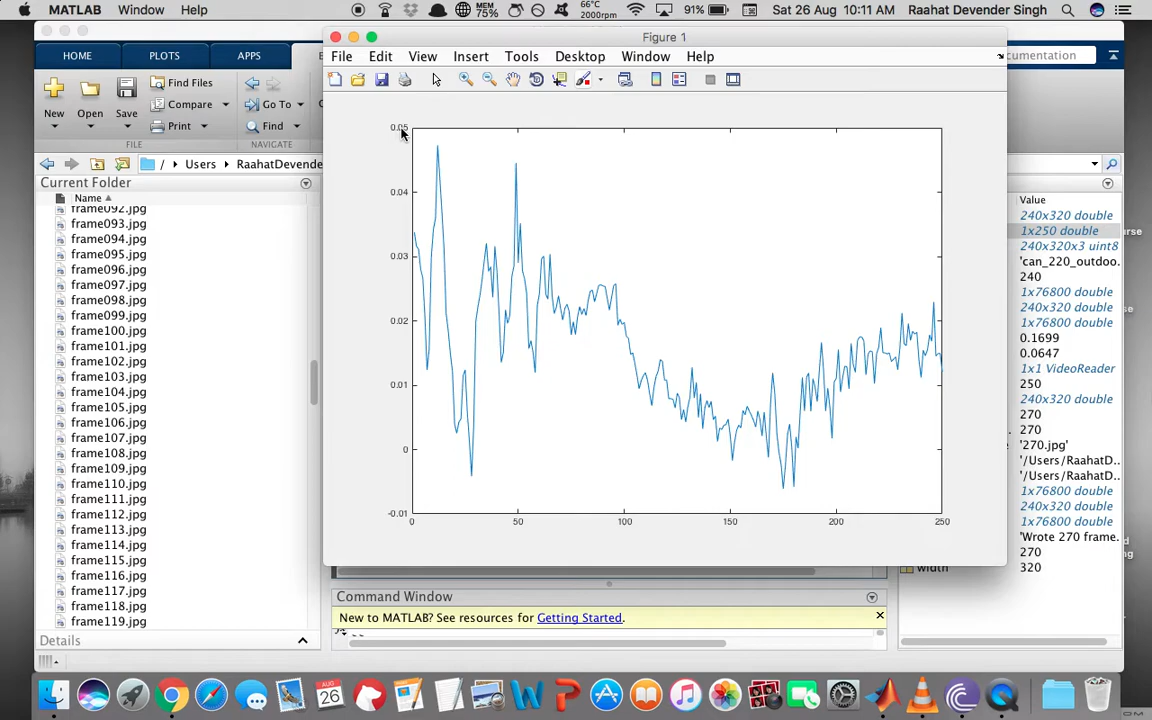 MATLAB Window Help MEM 75% 66°C 2000rpm 91% Sat 26 Aug 10:11 AM Raahat Devender Singh
Figure 1
HOME PLOTS APPS
File Edit View Insert Tools Desktop Window Help
ocumentation
New Open Save
Find Files
Compare
Print
Go To
Find
FILE NAVIGATE
/ Users RaahatDevende
Current Folder
Name
frame092.jpg
frame093.jpg
frame094.jpg
frame095.jpg
frame096.jpg
frame097.jpg
frame098.jpg
frame099.jpg
frame100.jpg
frame101.jpg
frame102.jpg
frame103.jpg
frame104.jpg
frame105.jpg
frame106.jpg
frame107.jpg
frame108.jpg
frame109.jpg
frame110.jpg
frame111.jpg
frame112.jpg
frame113.jpg
frame114.jpg
frame115.jpg
frame116.jpg
frame117.jpg
frame118.jpg
frame119.jpg
Details
0.05
0.04
0.03
0.02
0.01
0
-0.01
0 50 100 150 200 250
Value
240x320 double
1x250 double
240x320x3 uint8
'can_220_outdoo...
240
1x76800 double
240x320 double
1x76800 double
0.1699
0.0647
1x1 VideoReader
250
240x320 double
270
270
'270.jpg'
'/Users/RaahatD...
'/Users/RaahatD...
1x76800 double
240x320 double
1x76800 double
'Wrote 270 frame...
270
width 320
Command Window
New to MATLAB? See resources for Getting Started.
>>